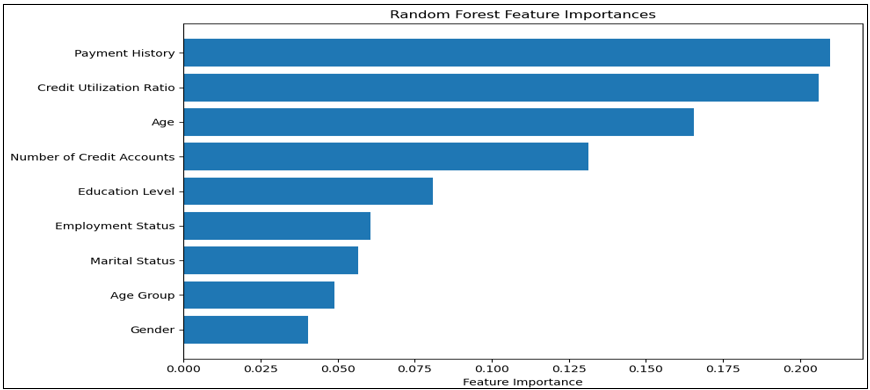 Random Forest Feature Importances
Payment History
Credit Utilization Ratio
Age
Number of Credit Accounts
Education Level
Employment Status
Marital Status
Age Group
Gender
0.000 0.025 0.050 0.075 0.100 0.125 0.150 0.175 0.200
Feature Importance